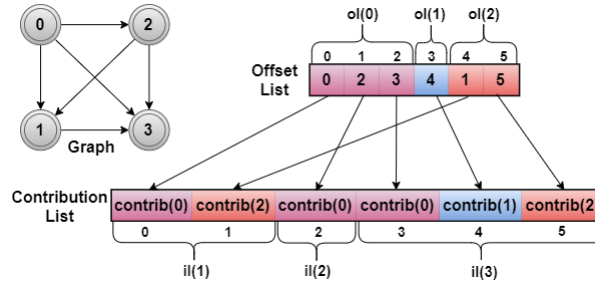 0
2
1
3
Graph
ol(0)
ol(1)
ol(2)
0 1 2 3 4 5
Offset
List
0 2 3 4 1 5
Contribution
List
contrib(0) contrib(2) contrib(0) contrib(0) contrib(1) contrib(2
0 1 2 3 4 5
il(1)
il(2)
il(3)